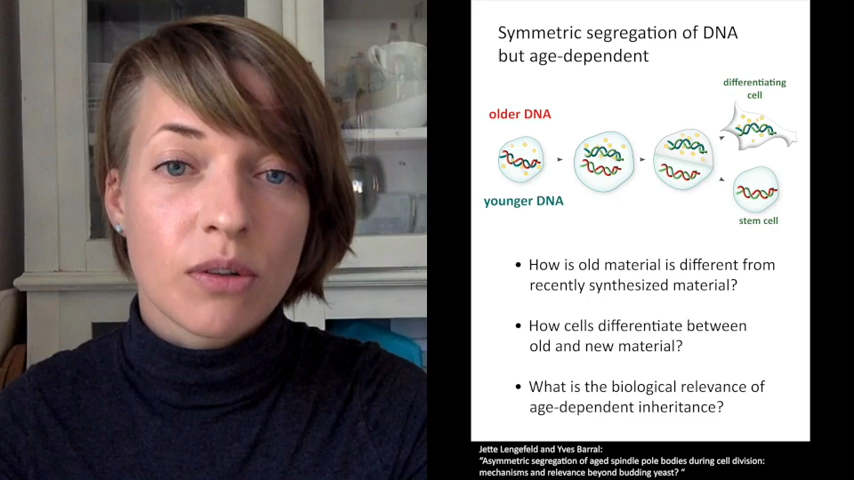 Symmetric segregation of DNA
but age-dependent
differentiating
cell
older DNA
younger DNA
stem cell
• How is old material is different from
recently synthesized material?
• How cells differentiate between
old and new material?
• What is the biological relevance of
age-dependent inheritance?
Jette Lengefeld and Yves Barral:
"Asymmetric segregation of aged spindle pole bodies during cell division:
mechanisms and relevance beyond budding yeast? "